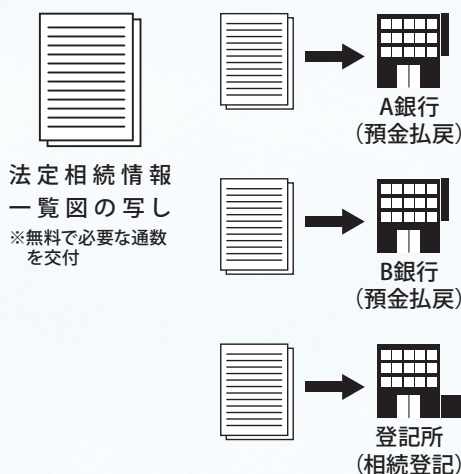 法定相続情報
一覧図の写し
※無料で必要な通数
を交付
A銀行
（預金払戻）
B銀行
（預金払戻）
登記所
（相続登記）